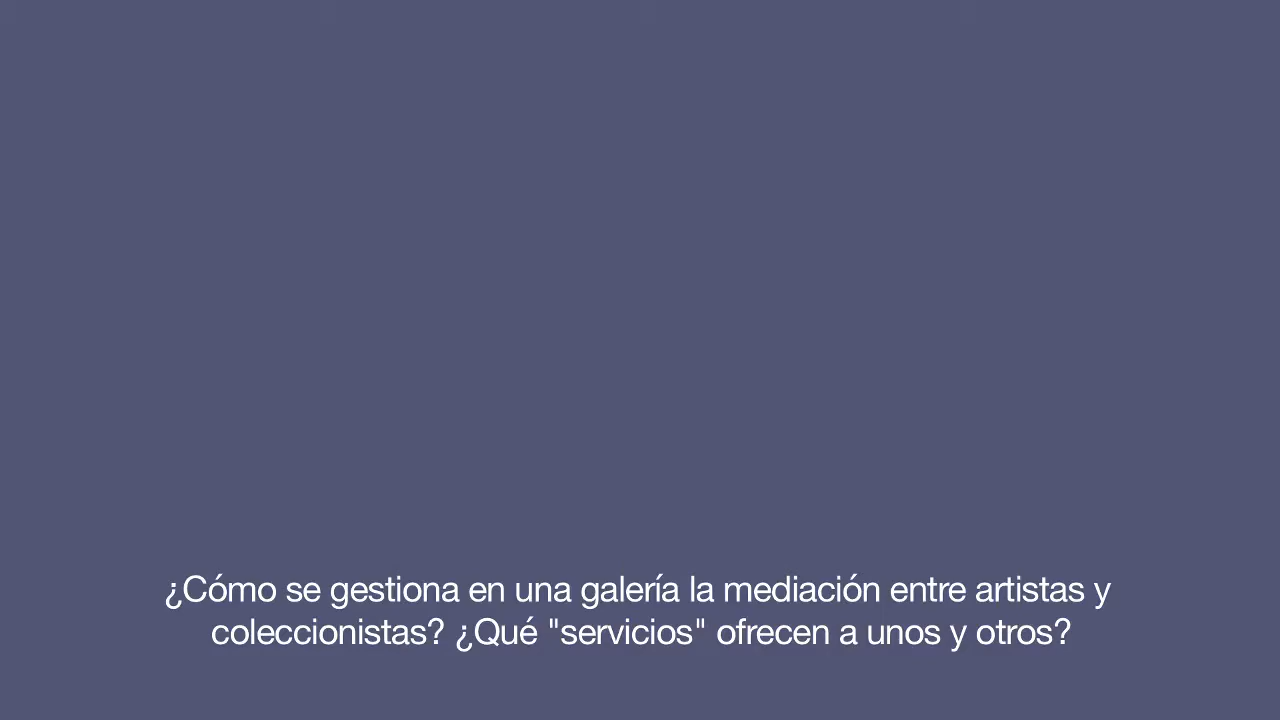 ¿Cómo se gestiona en una galería la mediación entre artistas y
coleccionistas? ¿Qué "servicios" ofrecen a unos y otros?